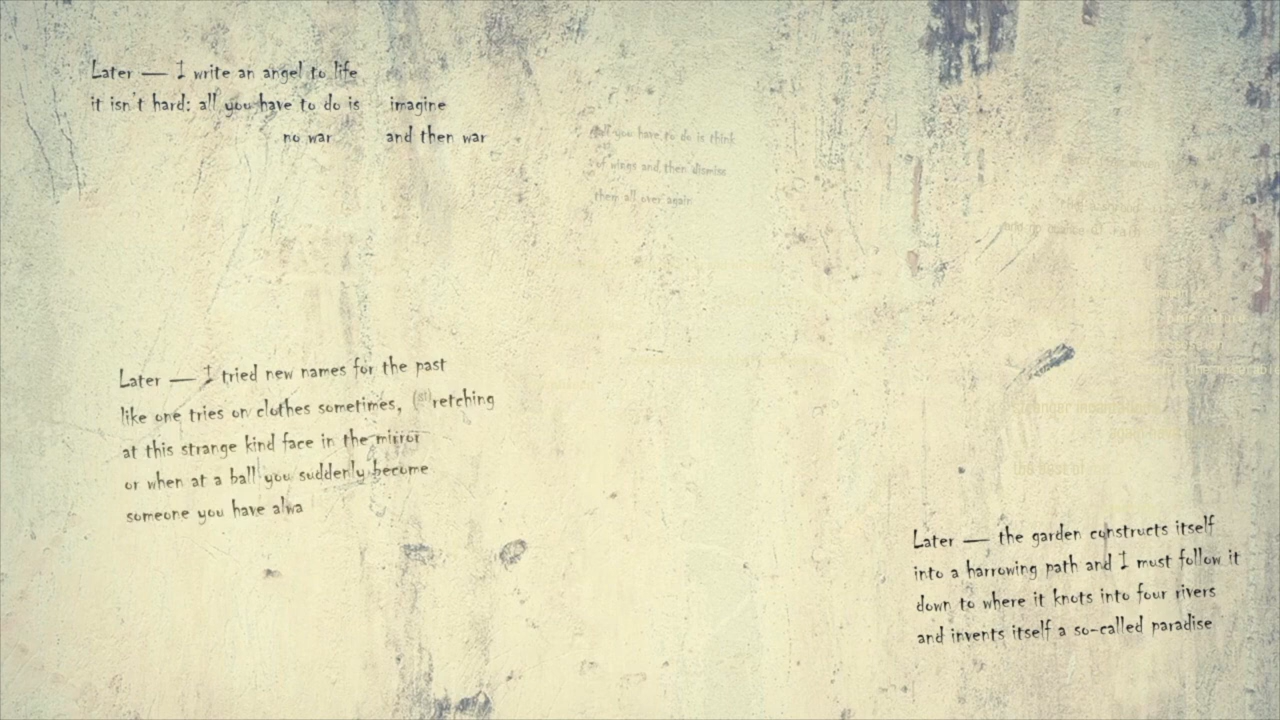 Later — I write an angel to life
it isn't hard: all you have to do is imagine
no war and then war
all you have to do is think
of wings and then dismiss
them all over again
Later — I tried new names for the past
like one tries on clothes sometimes, (st)retching
at this strange kind face in the mirror
or when at a ball you suddenly become
someone you have alwa
Later — the garden constructs itself
into a harrowing path and I must follow it
down to where it knots into four rivers
and invents itself a so-called paradise